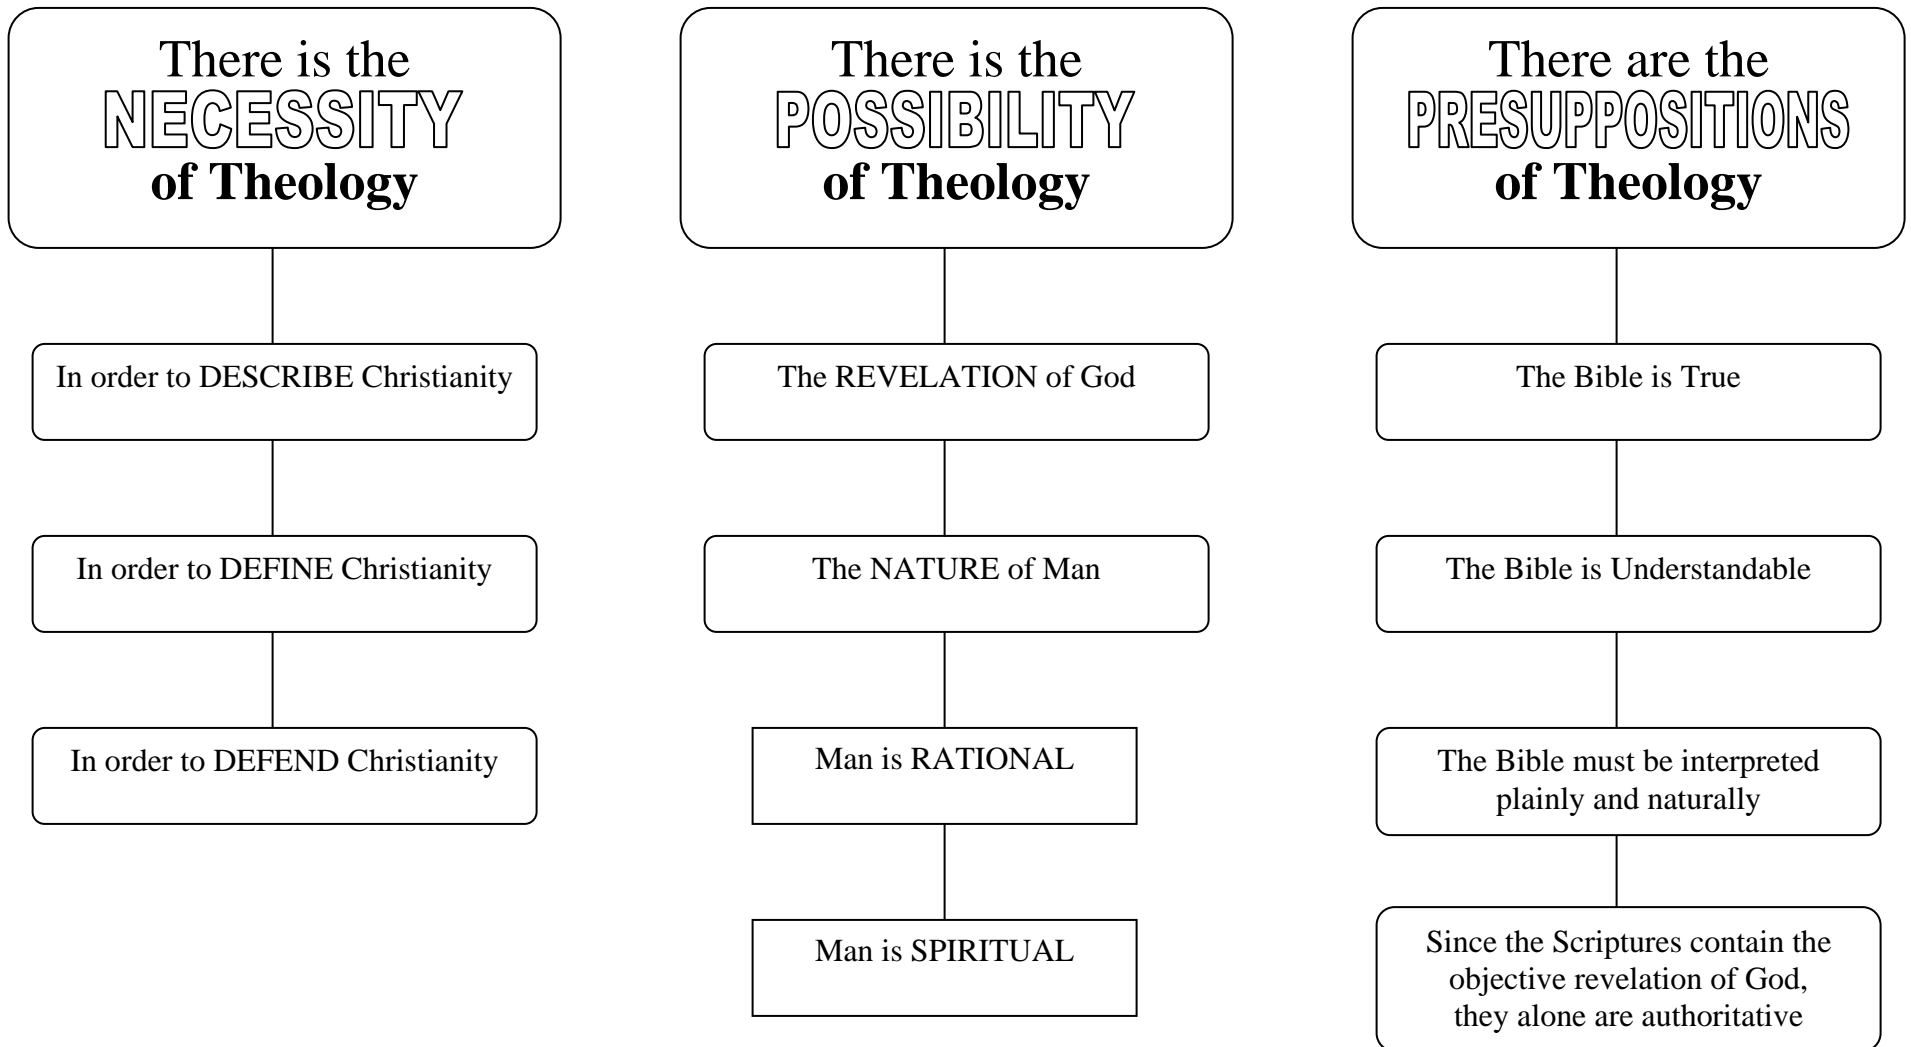 There is the
NECESSITY
of Theology
In order to DESCRIBE Christianity
In order to DEFINE Christianity
In order to DEFEND Christianity
There is the
POSSIBILITY
of Theology
The REVELATION of God
The NATURE of Man
Man is RATIONAL
Man is SPIRITUAL
There are the
PRESUPPOSITIONS
of Theology
The Bible is True
The Bible is Understandable
The Bible must be interpreted
plainly and naturally
Since the Scriptures contain the
objective revelation of God,
they alone are authoritative